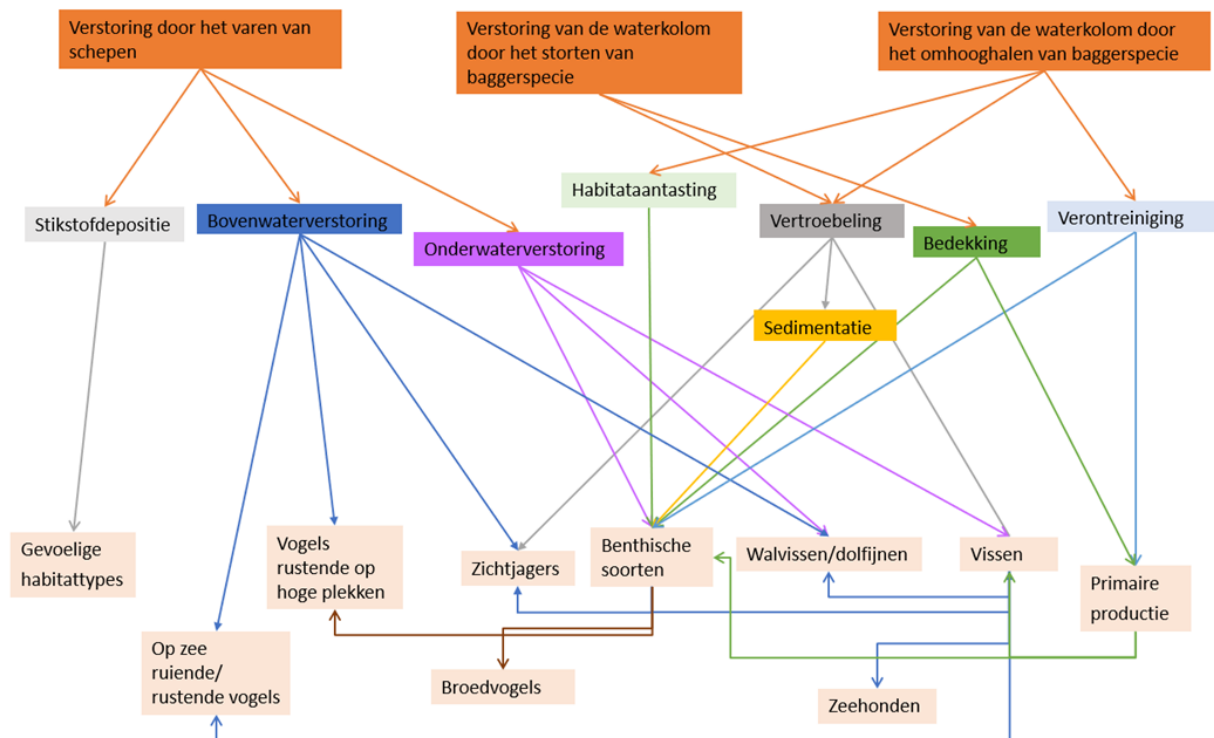 Verstoring door het varen van
schepen
Verstoring van de waterkolom
door het storten van
baggerspecie
Verstoring van de waterkolom door
het omhooghalen van baggerspecie
Habitataantasting
Stikstofdepositie
Bovenwaterverstoring
Vertroebeling
Verontreiniging
Onderwaterverstoring
Bedekking
Sedimentatie
Gevoelige
habitattypes
Vogels
rustende op
hoge plekken
Zichtjagers
Benthische
soorten
Walvissen/dolfijnen
Vissen
Primaire
productie
Op zee
ruiende/
rustende vogels
Broedvogels
Zeehonden